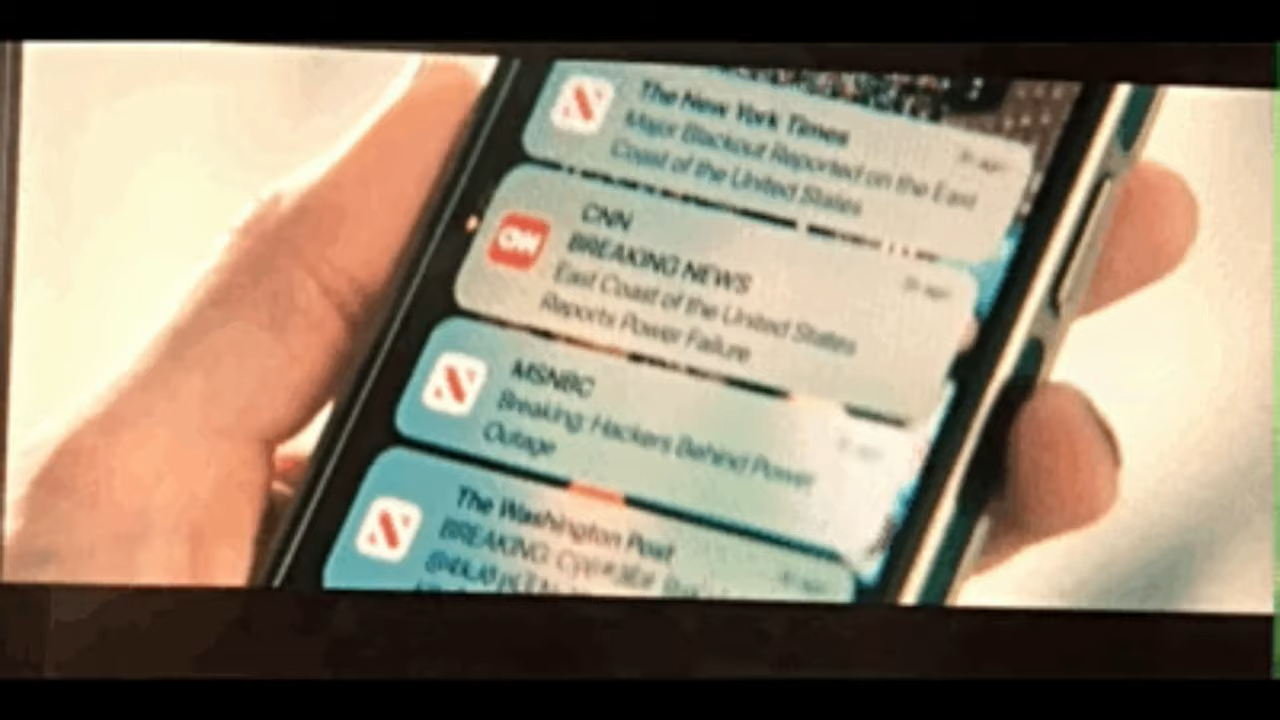 The New York Times
Major Blackout Reported on the East
Coast of the United States
CNN
BREAKING NEWS
East Coast of the United States
Reports Power Failure
CNN
MSNBC
Breaking: Hackers Behind Power
Outage
The Washington Post
BREAKING: